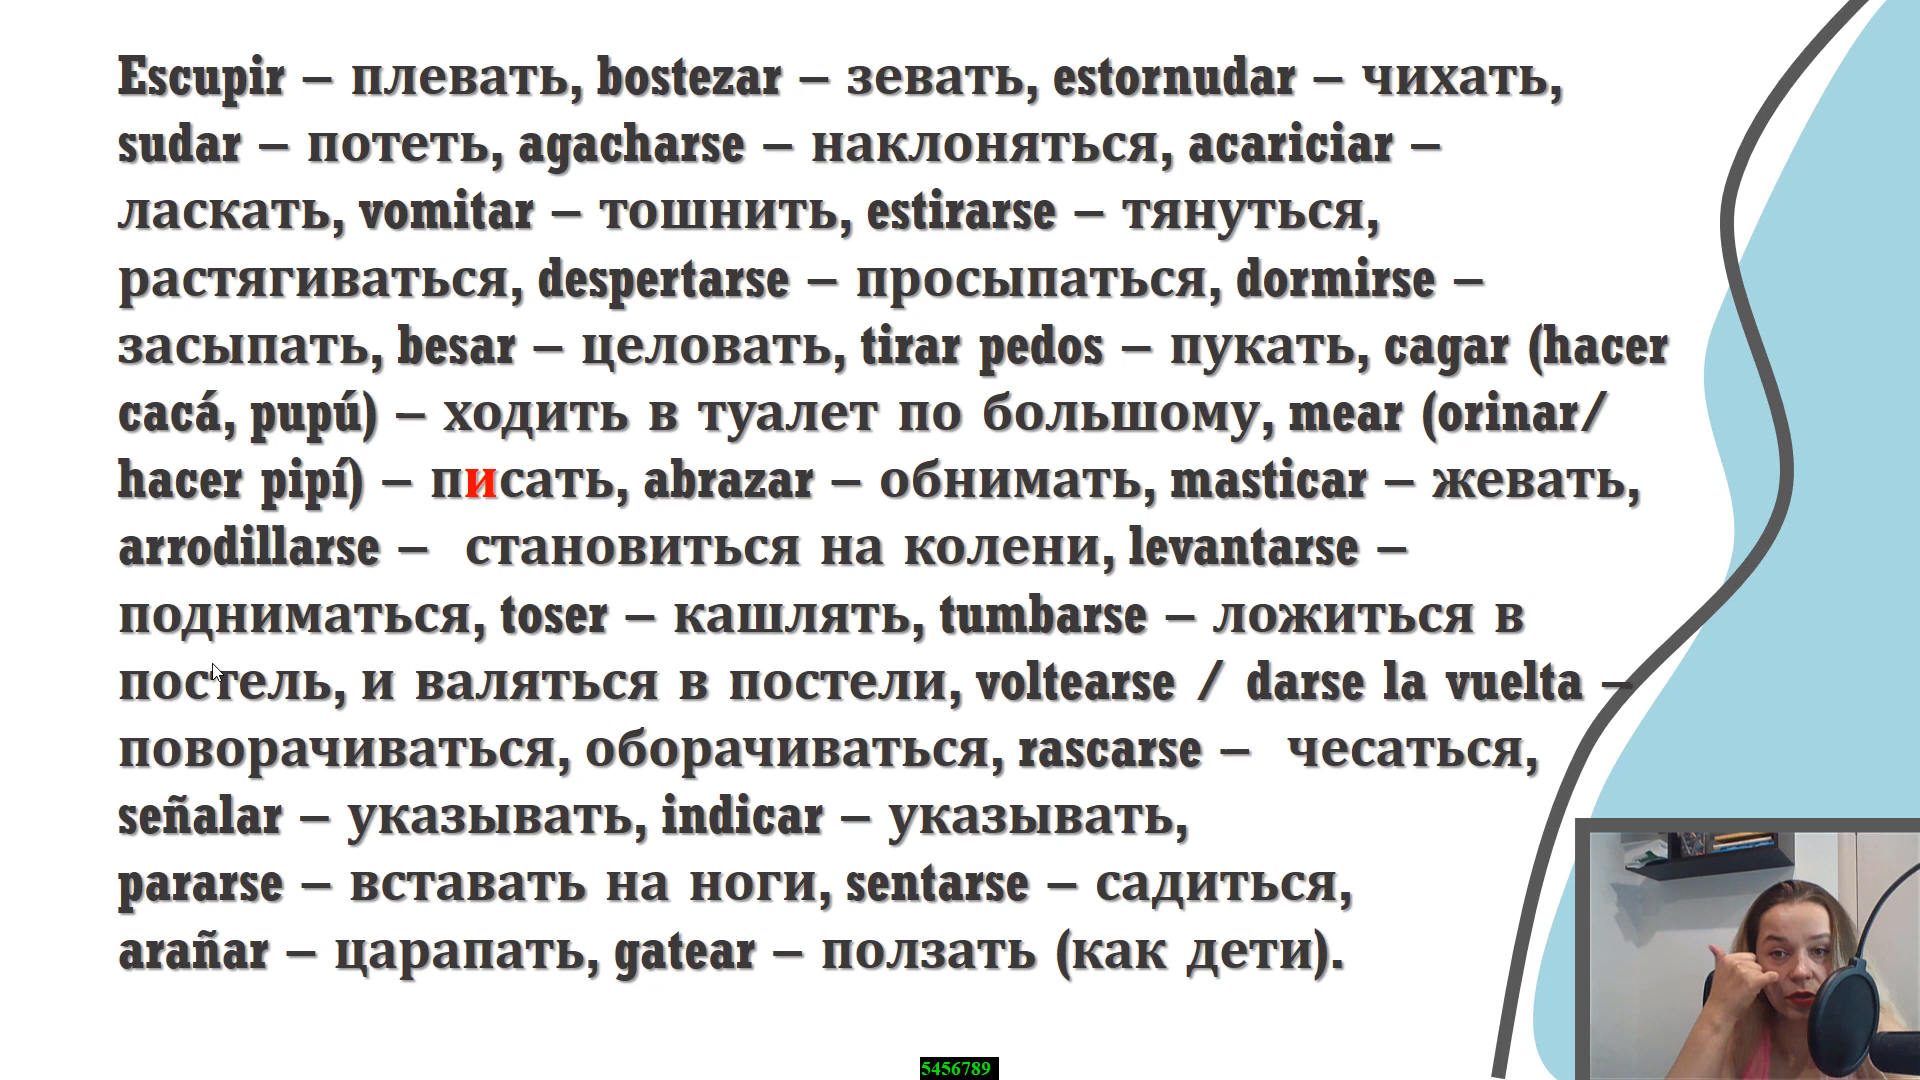 Escupir – плевать, bostezar – зевать, estornudar – чихать,
sudar – потеть, agacharse – наклоняться, acariciar –
ласкать, vomitar – тошнить, estirarse – тянуться,
растягиваться, despertarse – просыпаться, dormirse –
засыпать, besar – целовать, tirar pedos – пукать, cagar (hacer
cacá, pupú) – ходить в туалет по большому, mear (orinar/
hacer pipí) – писать, abrazar – обнимать, masticar – жевать,
arrodillarse – становиться на колени, levantarse –
подниматься, toser – кашлять, tumbarse – ложиться в
постель, и валяться в постели, voltearse / darse la vuelta –
поворачиваться, оборачиваться, rascarse – чесаться,
señalar – указывать, indicar – указывать,
pararse – вставать на ноги, sentarse – садиться,
arañar – царапать, gatear – ползать (как дети).
5456789